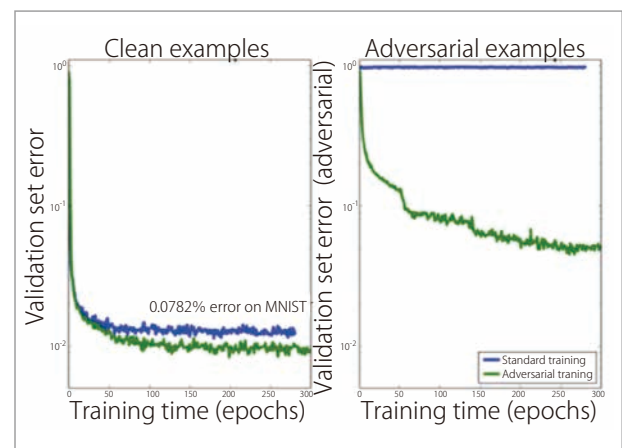 Clean examples
Adversarial examples
Validation set error
10⁰
10⁻¹
10⁻²
0.0782% error on MNIST
0 50 100 150 200 250 300
Training time (epochs)
Validation set error (adversarial)
10⁰
10⁻¹
10⁻²
Standard training
Adversarial traning
0 50 100 150 200 250 300
Training time (epochs)